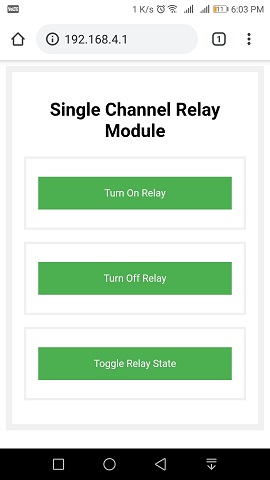 1 K/s 11 6:03 PM
192.168.4.1 1
Single Channel Relay
Module
Turn On Relay
Turn Off Relay
Toggle Relay State